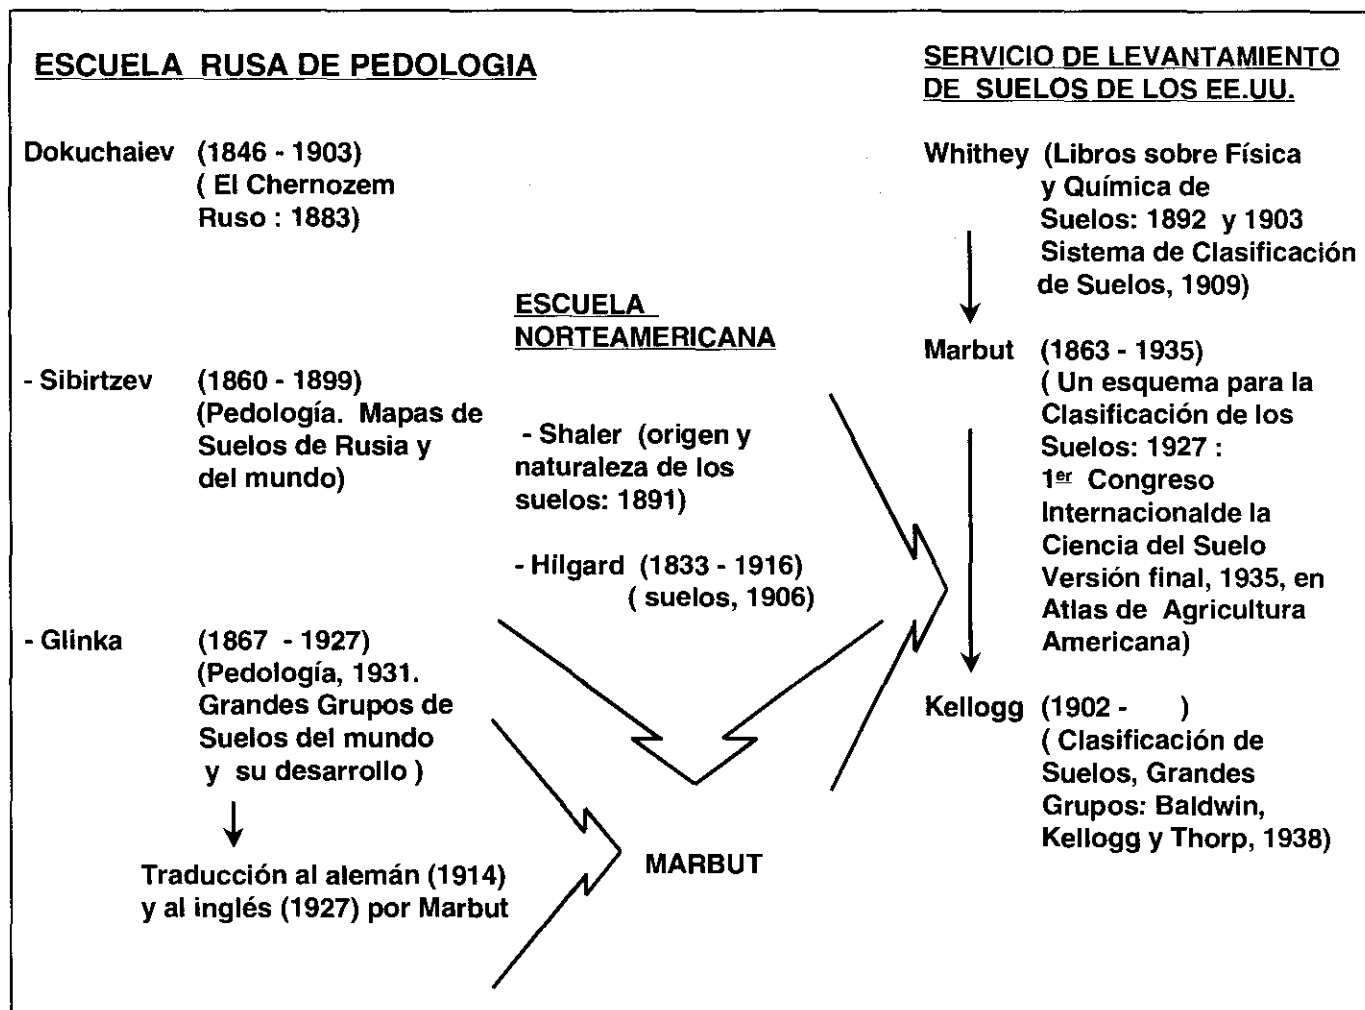 ESCUELA RUSA DE PEDOLOGIA
Dokuchaiev (1846 - 1903)
( El Chernozem
Ruso : 1883)
- Sibirtzev (1860 - 1899)
(Pedología. Mapas de
Suelos de Rusia y
del mundo)
- Glinka (1867 - 1927)
(Pedología, 1931.
Grandes Grupos de
Suelos del mundo
y su desarrollo )
Traducción al alemán (1914)
y al inglés (1927) por Marbut
ESCUELA
NORTEAMERICANA
- Shaler (origen y
naturaleza de los
suelos: 1891)
- Hilgard (1833 - 1916)
( suelos, 1906)
MARBUT
SERVICIO DE LEVANTAMIENTO
DE SUELOS DE LOS EE.UU.
Whithey (Libros sobre Física
y Química de
Suelos: 1892 y 1903
Sistema de Clasificación
de Suelos, 1909)
Marbut (1863 - 1935)
( Un esquema para la
Clasificación de los
Suelos: 1927 :
1er Congreso
Internacionalde la
Ciencia del Suelo
Versión final, 1935, en
Atlas de Agricultura
Americana)
Kellogg (1902 - )
( Clasificación de
Suelos, Grandes
Grupos: Baldwin,
Kellogg y Thorp, 1938)